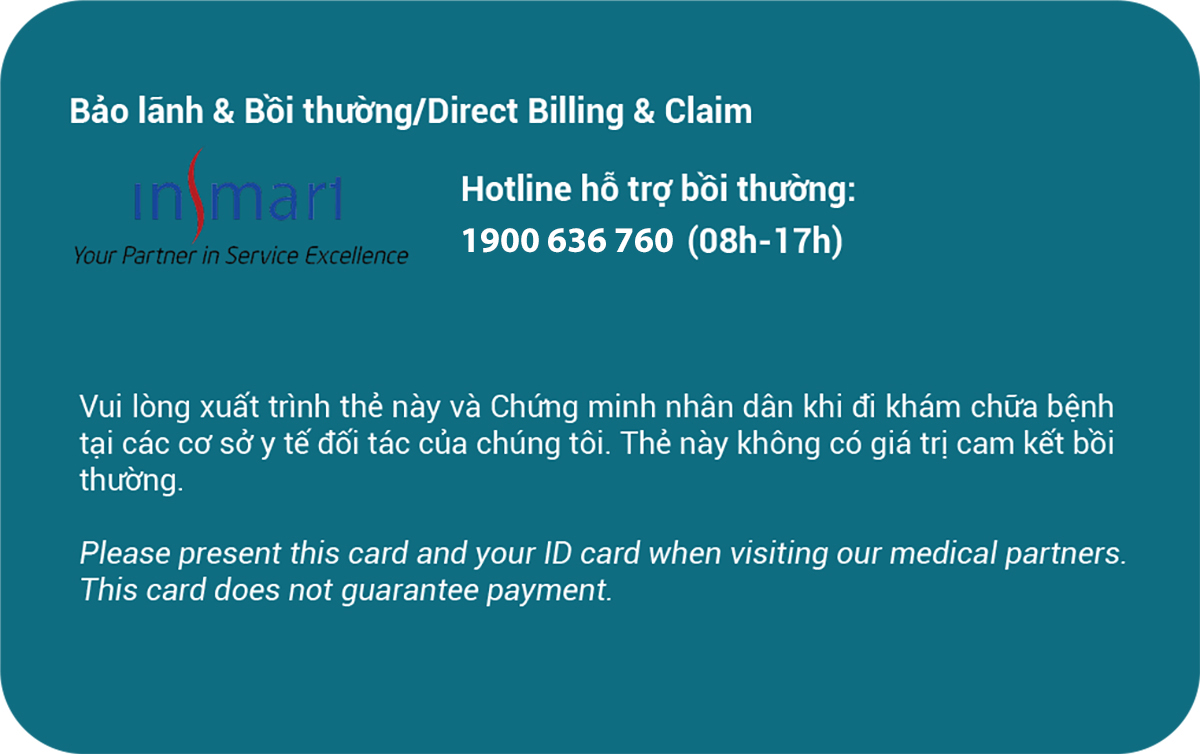 Bảo lãnh & Bồi thường/Direct Billing & Claim
inSmart
Your Partner in Service Excellence
Hotline hỗ trợ bồi thường:
1900 636 760 (08h-17h)
Vui lòng xuất trình thẻ này và Chứng minh nhân dân khi đi khám chữa bệnh
tại các cơ sở y tế đối tác của chúng tôi. Thẻ này không có giá trị cam kết bồi
thường.
Please present this card and your ID card when visiting our medical partners.
This card does not guarantee payment.